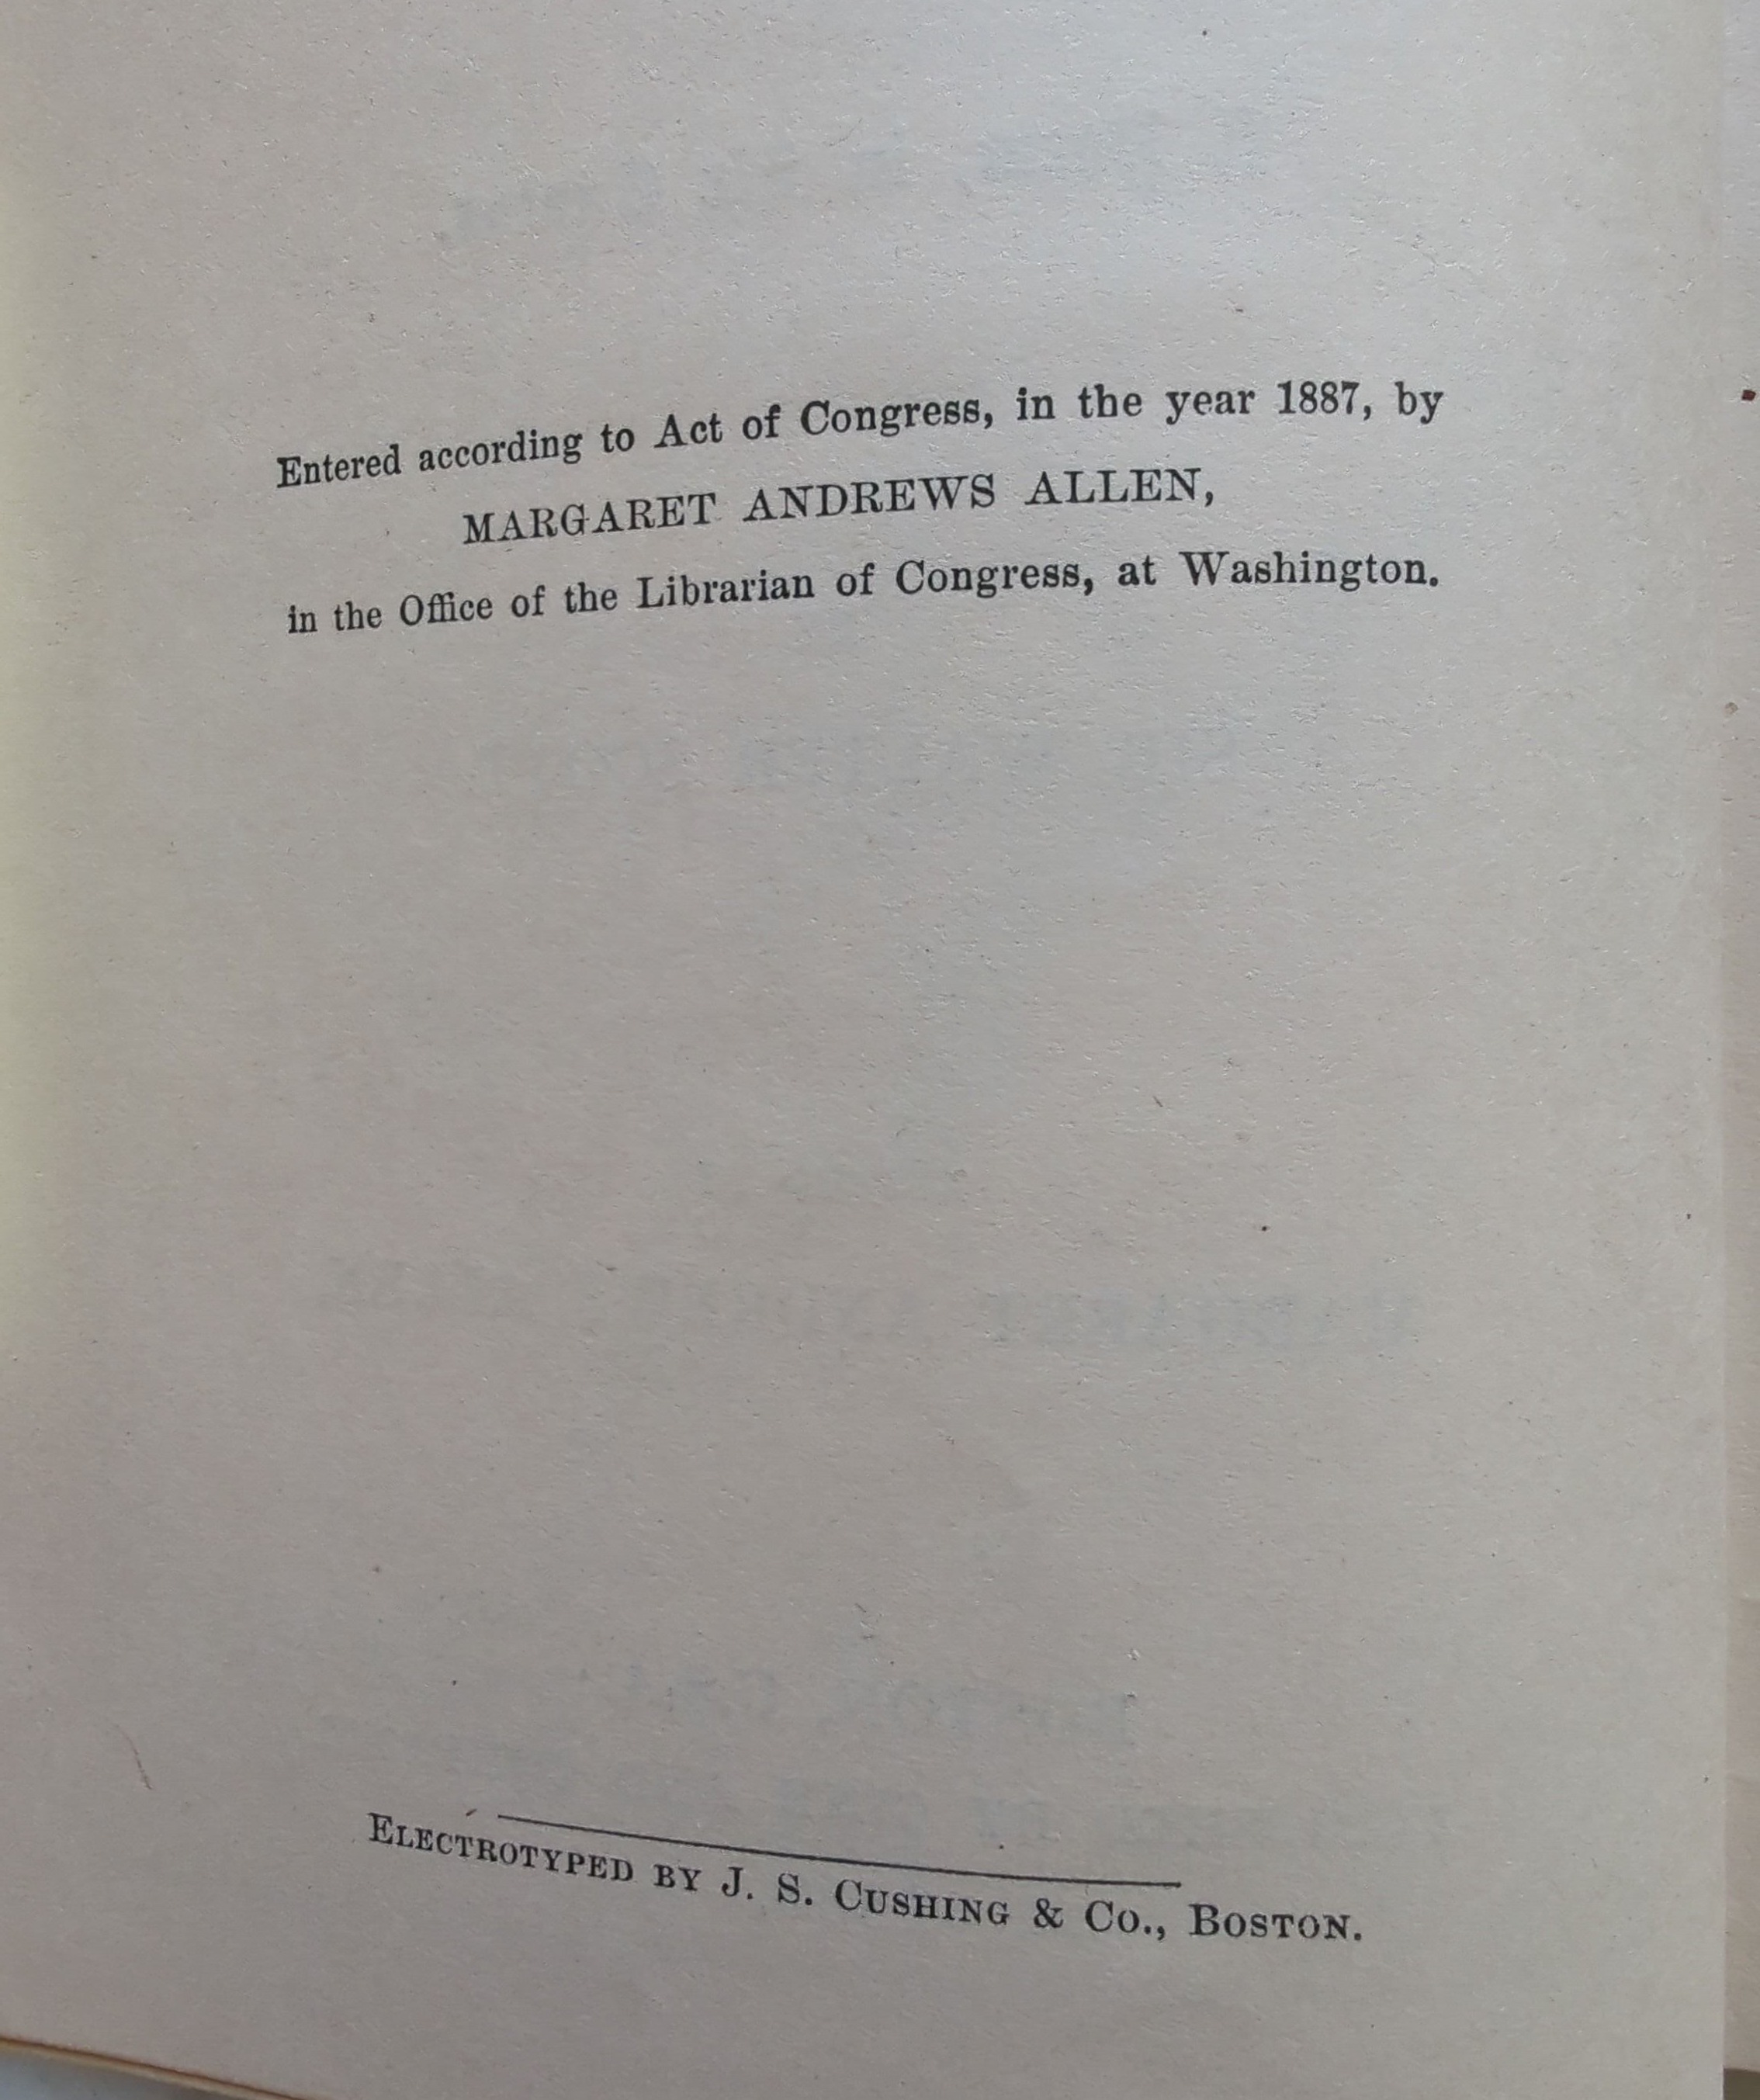 Entered according to Act of Congress, in the year 1887, by
MARGARET ANDREWS ALLEN,
in the Office of the Librarian of Congress, at Washington.
ELECTROTYPED BY J. S. CUSHING & CO., BOSTON.